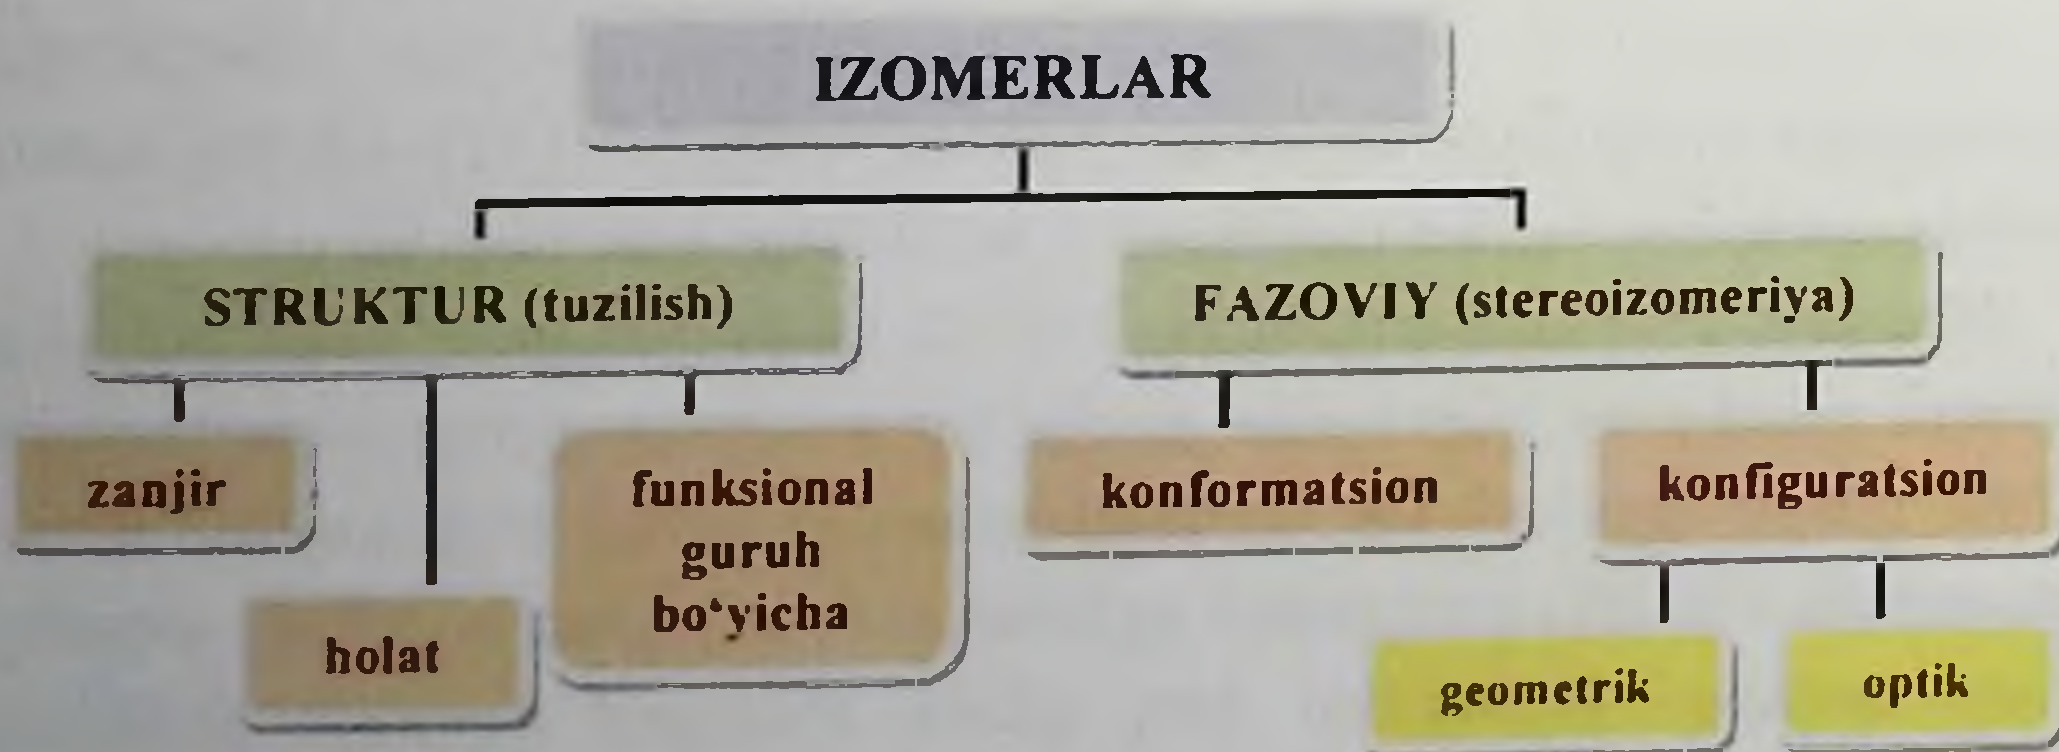 IZOMERLAR
STRUKTUR (tuzilish)
FAZOVIY (stereoizomeriya)
zanjir
holat
funksional
guruh
bo‘yicha
konformatsion
konfiguratsion
geometrik
optik